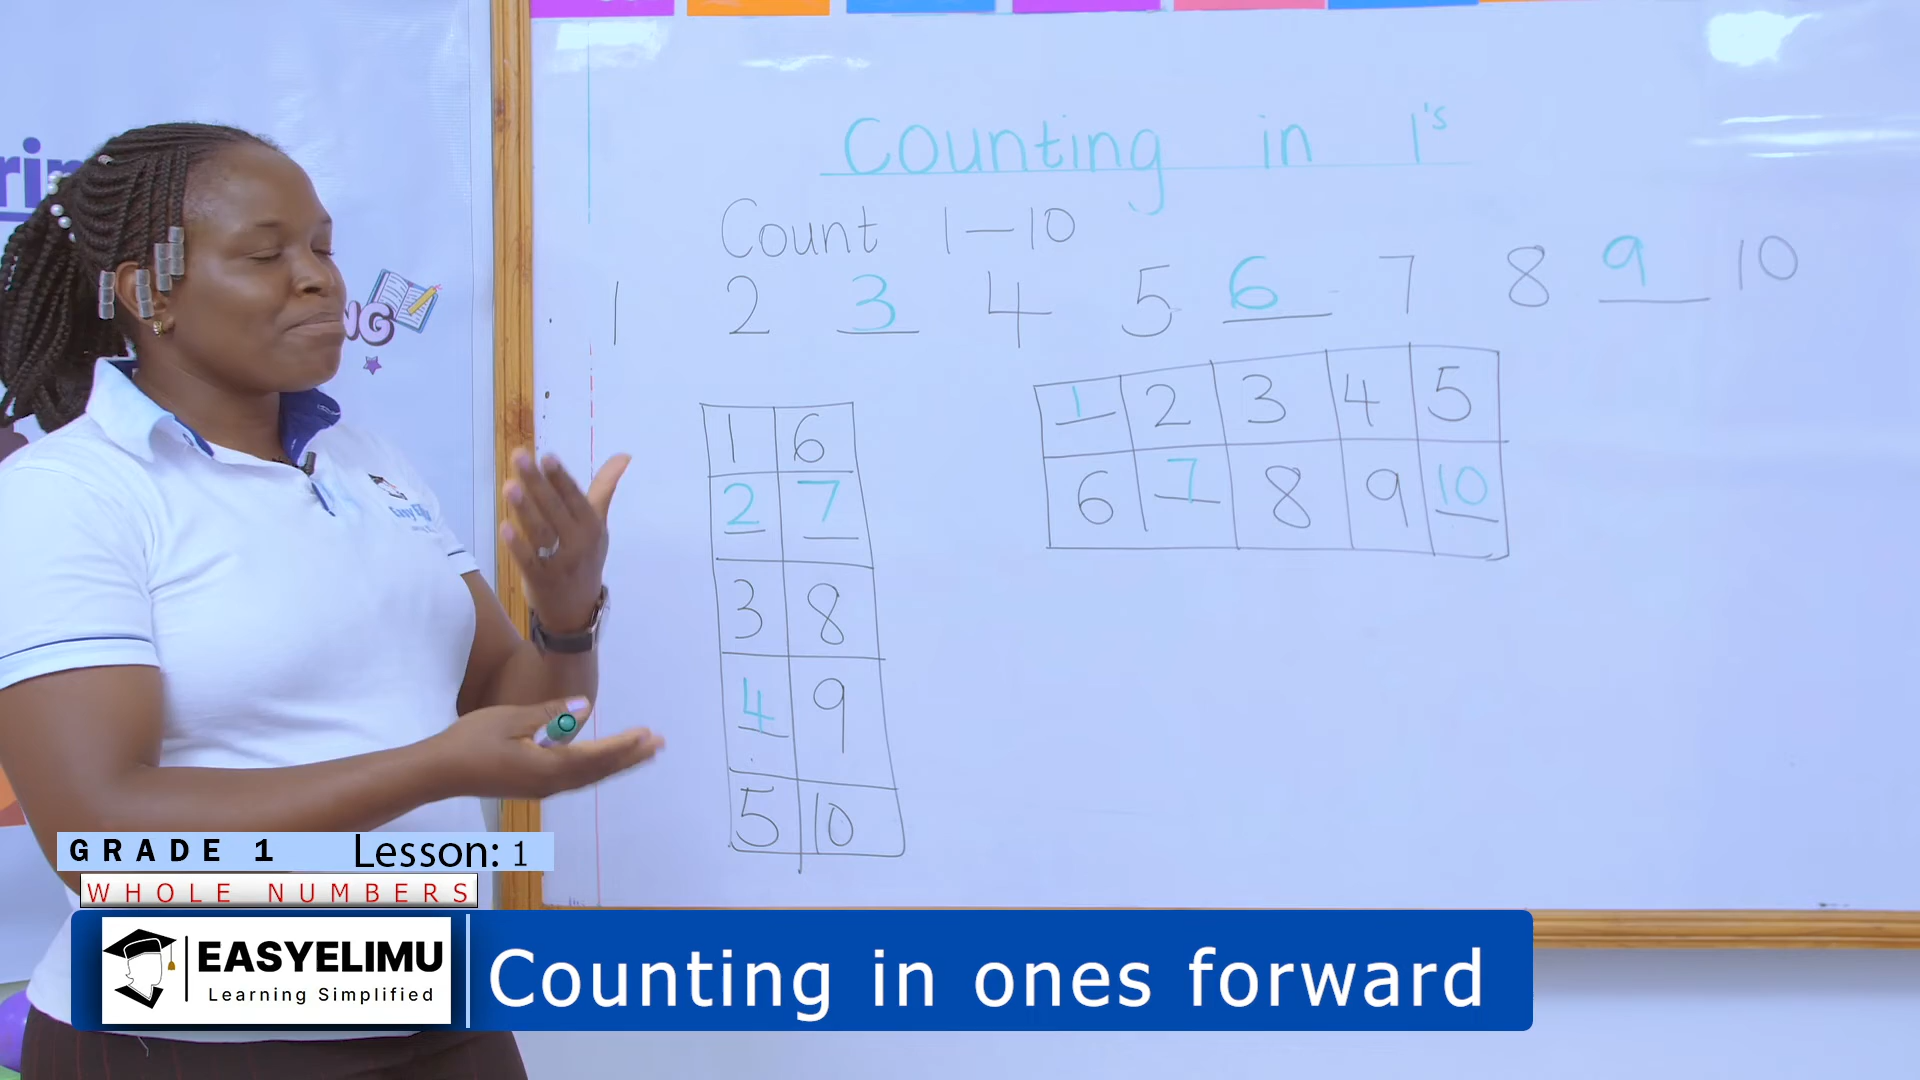 Counting in 1's
Count 1-10
1 2 3 4 5 6 7 8 9 10
1 6
2 7
3 8
4 9
5 10
1 2 3 4 5
6 7 8 9 10
GRADE 1 Lesson: 1
WHOLE NUMBERS
EASYELIMU
Learning Simplified
Counting in ones forward